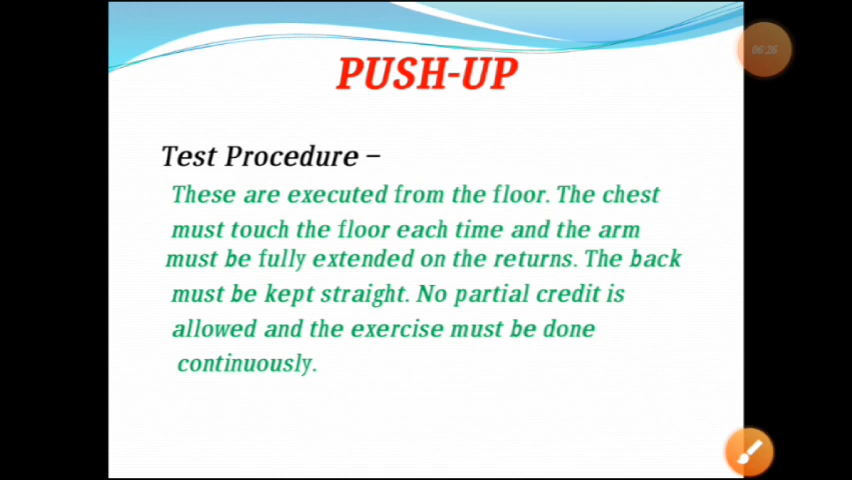 06:26
PUSH-UP
Test Procedure –
These are executed from the floor. The chest
must touch the floor each time and the arm
must be fully extended on the returns. The back
must be kept straight. No partial credit is
allowed and the exercise must be done
continuously.